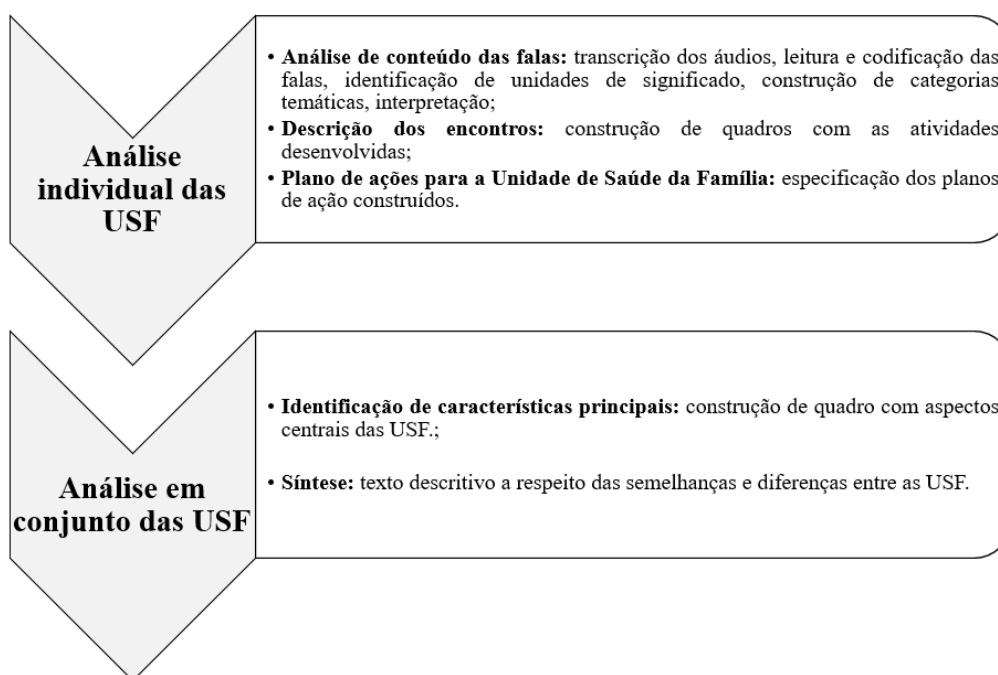 Análise
individual das
USF
• Análise de conteúdo das falas: transcrição dos áudios, leitura e codificação das
falas, identificação de unidades de significado, construção de categorias
temáticas, interpretação;
• Descrição dos encontros: construção de quadros com as atividades
desenvolvidas;
• Plano de ações para a Unidade de Saúde da Família: especificação dos planos
de ação construídos.
Análise em
conjunto das USF
• Identificação de características principais: construção de quadro com aspectos
centrais das USF.;
• Síntese: texto descritivo a respeito das semelhanças e diferenças entre as USF.